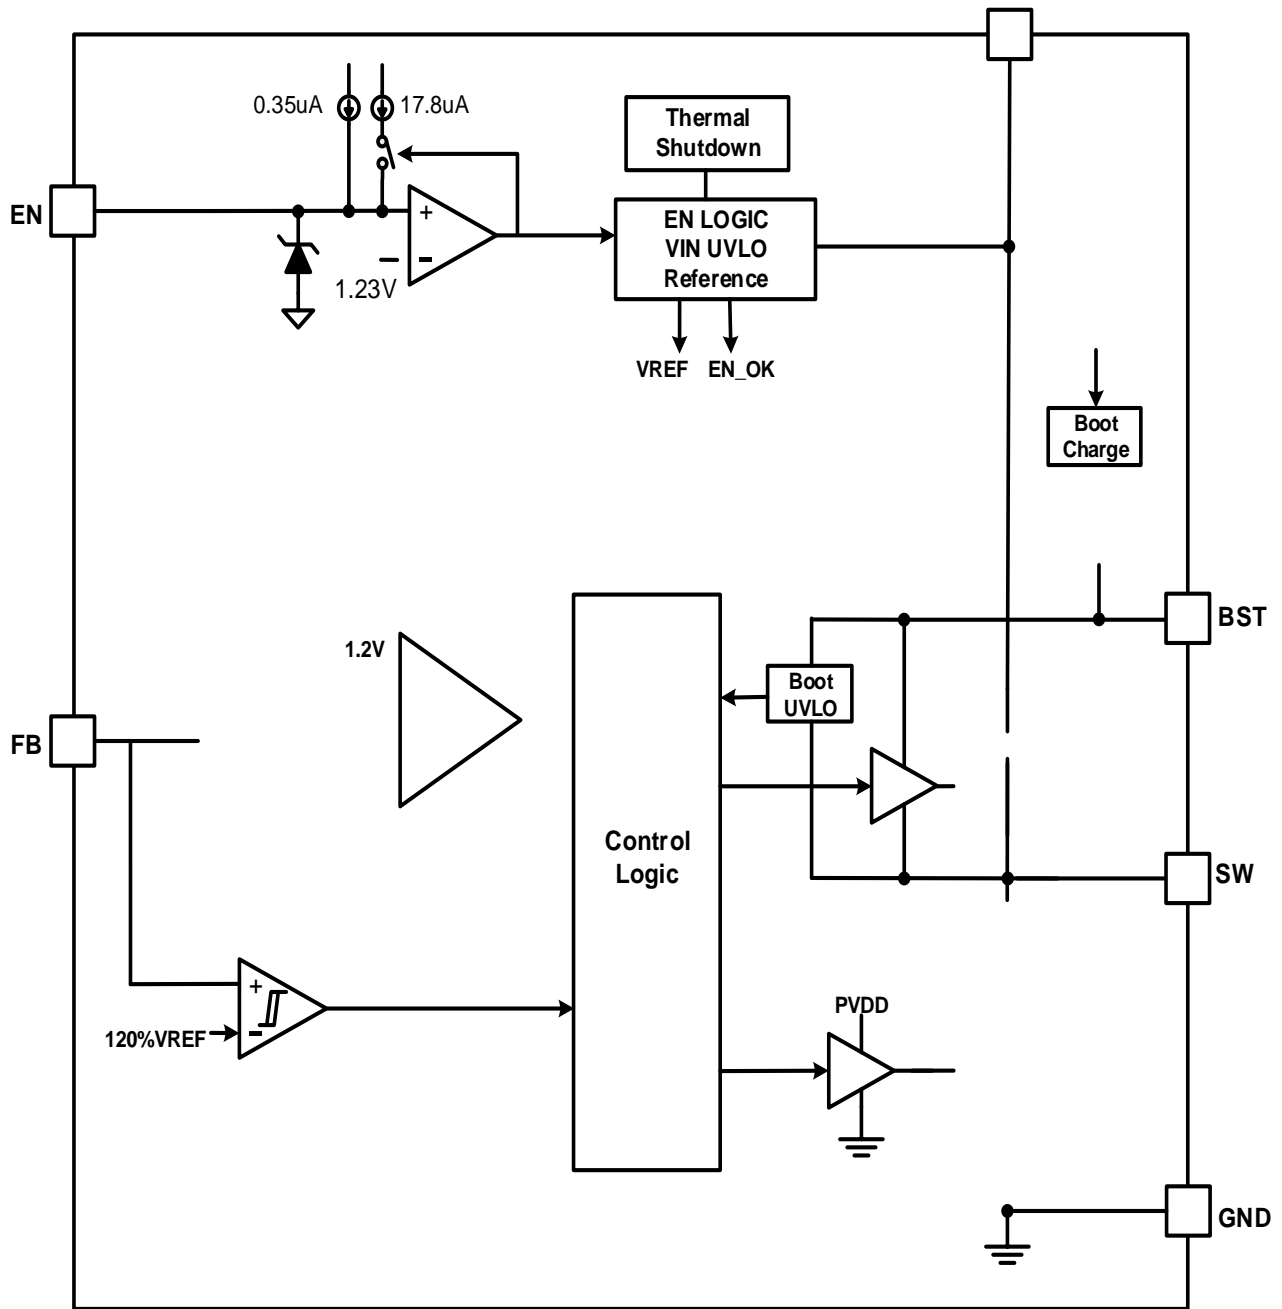 0.35uA
17.8uA
Thermal
Shutdown
EN
+
-
1.23V
EN LOGIC
VIN UVLO
Reference
VREF
EN_OK
Boot
Charge
BST
1.2V
Boot
UVLO
FB
Control
Logic
SW
+
-
120%VREF
PVDD
GND